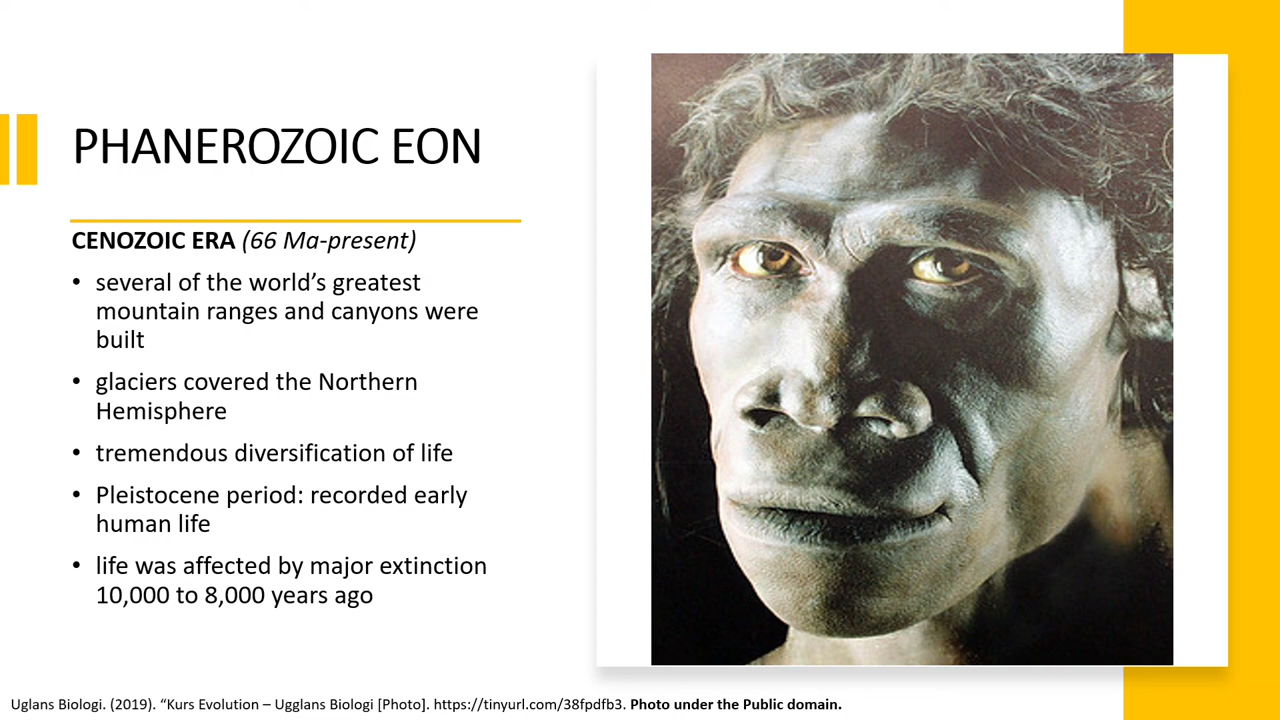 PHANEROZOIC EON
CENOZOIC ERA (66 Ma-present)
• several of the world’s greatest
mountain ranges and canyons were
built
• glaciers covered the Northern
Hemisphere
• tremendous diversification of life
• Pleistocene period: recorded early
human life
• life was affected by major extinction
10,000 to 8,000 years ago
Uglans Biologi. (2019). “Kurs Evolution – Ugglans Biologi [Photo]. https://tinyurl.com/38fpdfb3. Photo under the Public domain.